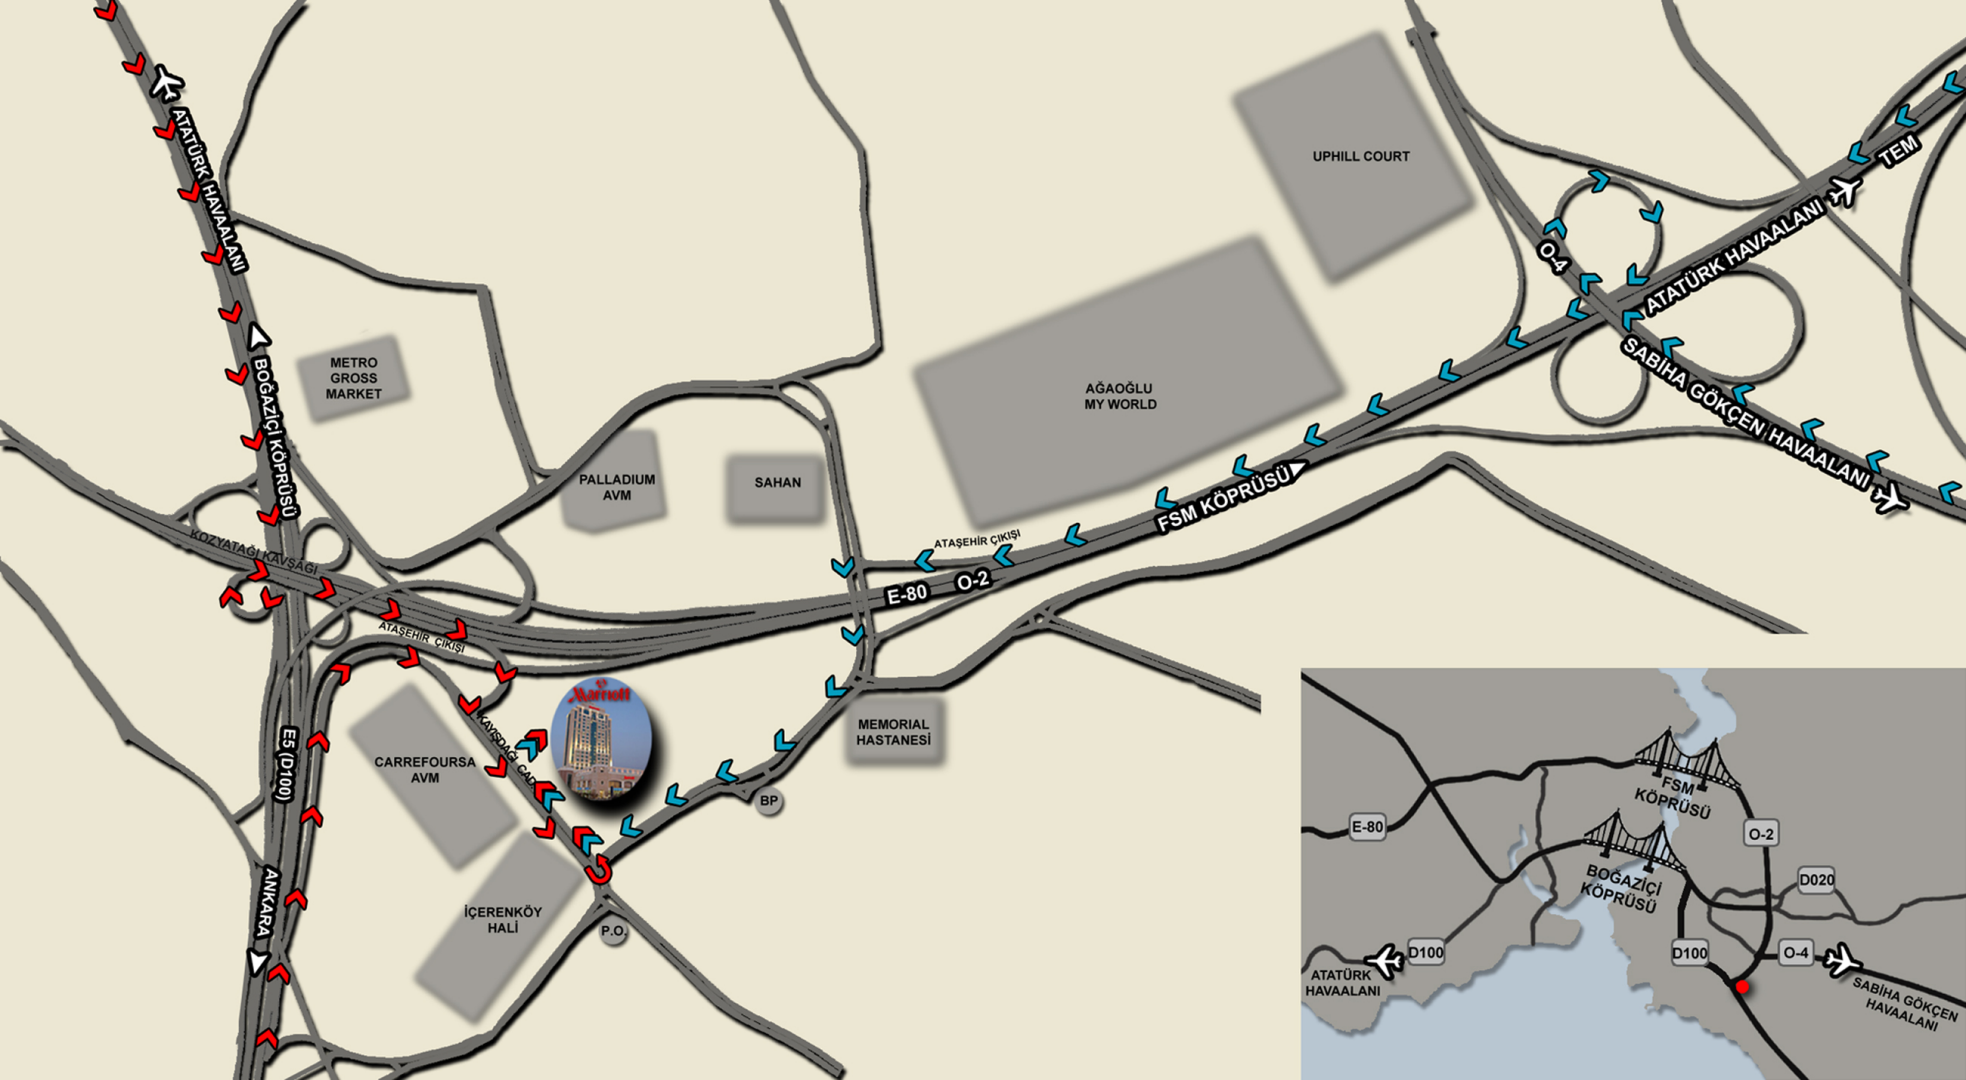 ATATÜRK HAVAALANI
BOĞAZİÇİ KÖPRÜSÜ
METRO
GROSS
MARKET
KOZYATAĞI KAVŞAĞI
ATAŞEHİR ÇIKIŞI
PALLADIUM
AVM
SAHAN
AĞAOĞLU
MY WORLD
UPHILL COURT
TEM
ATATÜRK HAVAALANI
O-4
SABİHA GÖKÇEN HAVAALANI
FSM KÖPRÜSÜ
ATAŞEHİR ÇIKIŞI
E-80
O-2
Marriott
KAYIŞDAĞI CAD.
CARREFOURSA
AVM
MEMORIAL
HASTANESİ
BP
E5 (D100)
ANKARA
İÇERENKÖY
HALİ
P.O.
FSM
KÖPRÜSÜ
E-80
O-2
BOĞAZİÇİ
KÖPRÜSÜ
D020
D100
D100
O-4
ATATÜRK
HAVAALANI
SABİHA GÖKÇEN
HAVAALANI